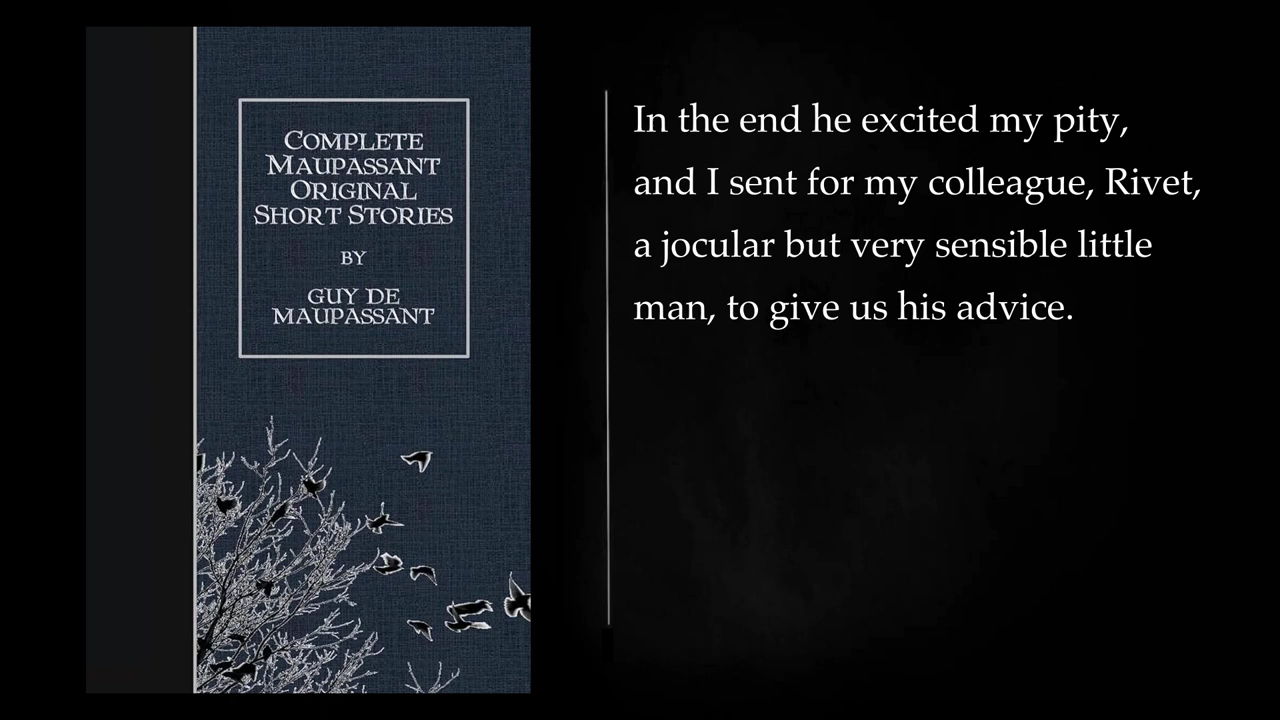 COMPLETE
MAUPASSANT
ORIGINAL
SHORT STORIES
BY
GUY DE
MAUPASSANT
In the end he excited my pity,
and I sent for my colleague, Rivet,
a jocular but very sensible little
man, to give us his advice.